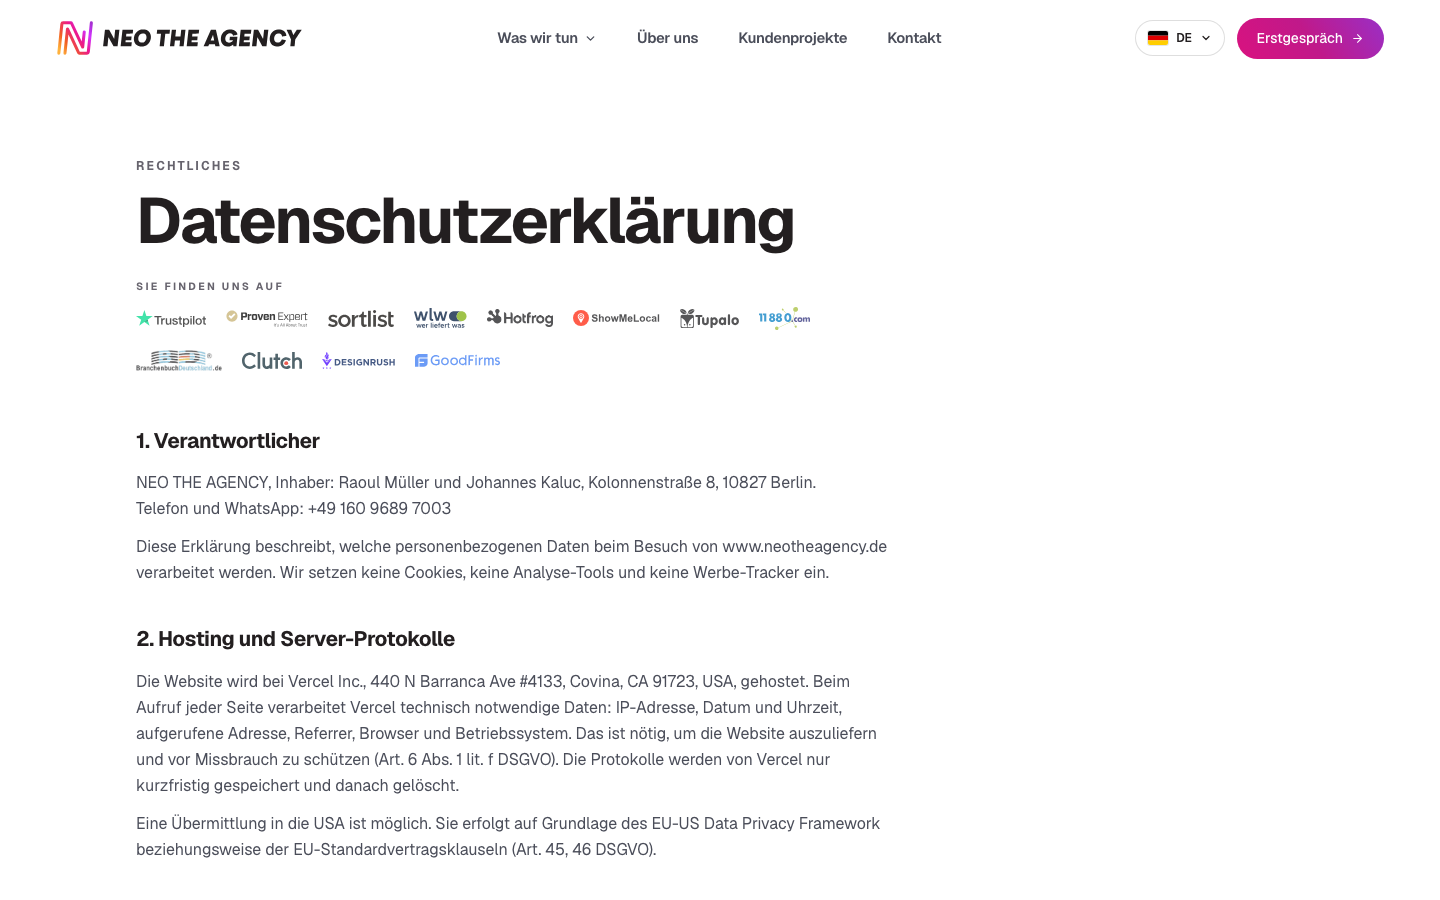 NEO THE AGENCY
Was wir tun
Über uns
Kundenprojekte
Kontakt
DE
Erstgespräch
RECHTLICHES
Datenschutzerklärung
SIE FINDEN UNS AUF
Trustpilot
ProvenExpert
sortlist
wlw
wer liefert was
Hotfrog
ShowMeLocal
Tupalo
11880.com
BranchenbuchDeutschland.de
Clutch
DESIGNRUSH
GoodFirms
1. Verantwortlicher
NEO THE AGENCY, Inhaber: Raoul Müller und Johannes Kaluc, Kolonnenstraße 8, 10827 Berlin.
Telefon und WhatsApp: +49 160 9689 7003
Diese Erklärung beschreibt, welche personenbezogenen Daten beim Besuch von www.neotheagency.de
verarbeitet werden. Wir setzen keine Cookies, keine Analyse-Tools und keine Werbe-Tracker ein.
2. Hosting und Server-Protokolle
Die Website wird bei Vercel Inc., 440 N Barranca Ave #4133, Covina, CA 91723, USA, gehostet. Beim
Aufruf jeder Seite verarbeitet Vercel technisch notwendige Daten: IP-Adresse, Datum und Uhrzeit,
aufgerufene Adresse, Referrer, Browser und Betriebssystem. Das ist nötig, um die Website auszuliefern
und vor Missbrauch zu schützen (Art. 6 Abs. 1 lit. f DSGVO). Die Protokolle werden von Vercel nur
kurzfristig gespeichert und danach gelöscht.
Eine Übermittlung in die USA ist möglich. Sie erfolgt auf Grundlage des EU-US Data Privacy Framework
beziehungsweise der EU-Standardvertragsklauseln (Art. 45, 46 DSGVO).